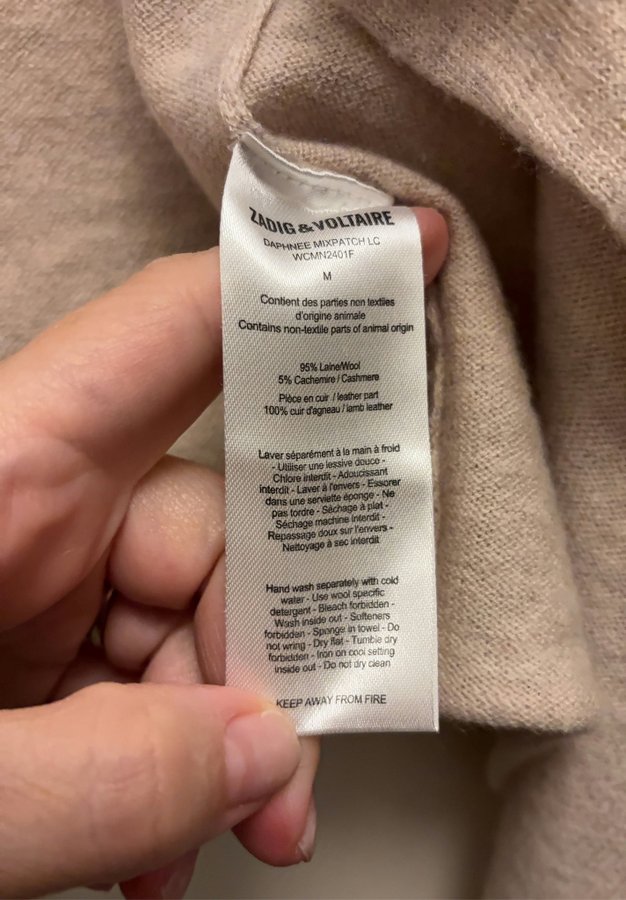 ZADIG & VOLTAIRE
DAPHNEE MIXPATCH LC
WCMN2401F
M
Contient des parties non textiles
d'origine animale
Contains non-textile parts of animal origin
95% Laine/Wool
5% Cachemire / Cashmere
Pièce en cuir / leather part
100% cuir d'agneau / lamb leather
Laver séparément à la main à froid
- Utiliser une lessive douce -
Chlore interdit - Adoucissant
interdit - Laver à l'envers - Essorer
dans une serviette éponge - Ne
pas tordre - Séchage à plat -
Séchage machine interdit -
Repassage doux sur l'envers -
Nettoyage à sec interdit
Hand wash separately with cold
water - Use wool specific
detergent - Bleach forbidden -
Wash inside out - Softeners
forbidden - Sponge in towel - Do
not wring - Dry flat - Tumble dry
forbidden - Iron on cool setting
inside out - Do not dry clean
KEEP AWAY FROM FIRE